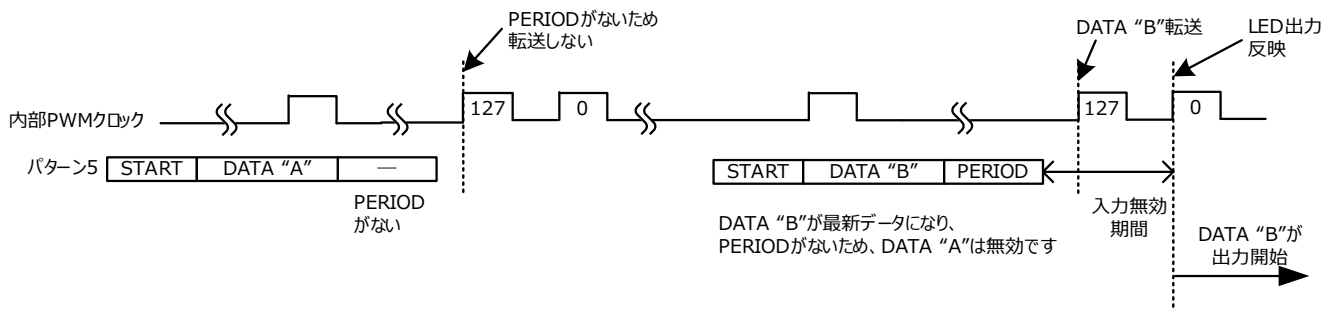 PERIODがないため
転送しない
DATA “B”転送
LED出力
反映
内部PWMクロック
127
0
127
0
パターン5
START
DATA “A”
—
START
DATA “B”
PERIOD
PERIOD
がない
DATA “B”が最新データになり、
PERIODがないため、DATA “A”は無効です
入力無効
期間
DATA “B”が
出力開始